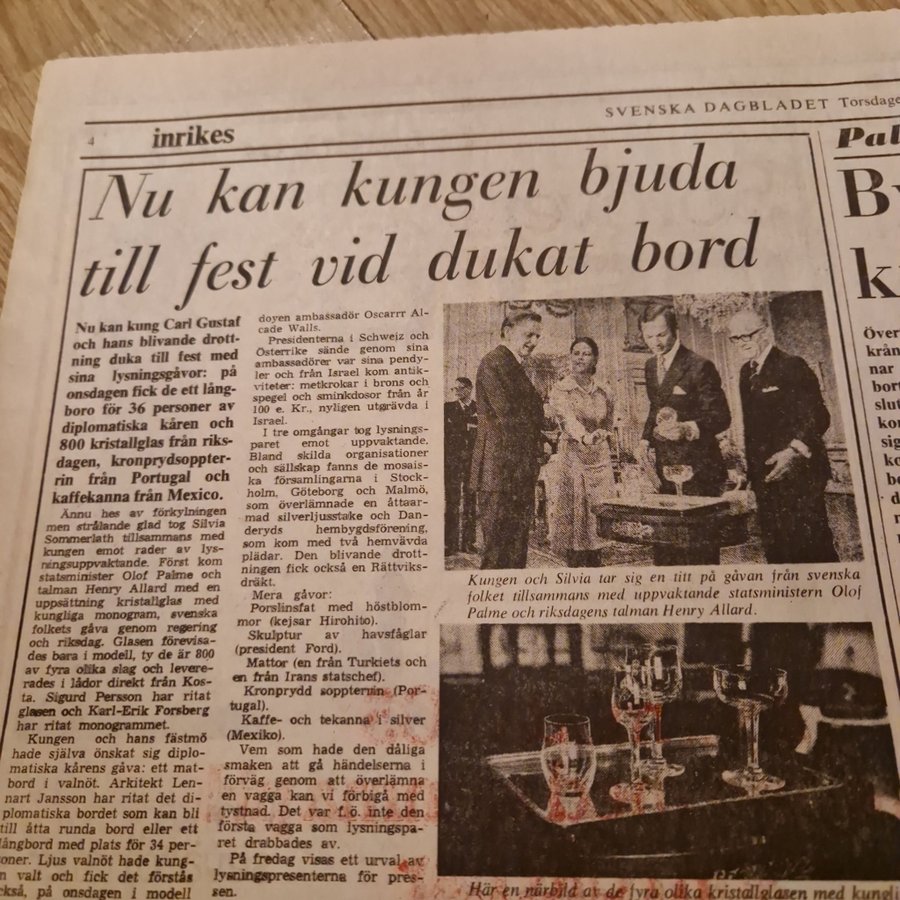 SVENSKA DAGBLADET Torsdage
4 inrikes
Nu kan kungen bjuda
till fest vid dukat bord
Nu kan kung Carl Gustaf
och hans blivande drott-
ning duka till fest med
sina lysningsgåvor: på
onsdagen fick de ett lång-
boro för 36 personer av
diplomatiska kåren och
800 kristallglas från riks-
dagen, kronprydsoppter-
rin från Portugal och
kaffekanna från Mexico.
Ännu hes av förkylningen
men strålande glad tog Silvia
Sommerlath tillsammans med
kungen emot rader av lys-
ningsuppvaktande. Först kom
statsminister Olof Palme och
talman Henry Allard med en
uppsättning kristallglas med
kungliga monogram, svenska
folkets gåva genom regering
och riksdag. Glasen förevisa-
des bara i modell, ty de är 800
av fyra olika slag och levere-
rades i lådor direkt från Kos-
ta. Sigurd Persson har ritat
glasen och Karl-Erik Forsberg
har ritat monogrammet.
Kungen och hans fästmö
hade själva önskat sig diplo-
matiska kårens gåva: ett mat-
bord i valnöt. Arkitekt Len-
nart Jansson har ritat det di-
plomatiska bordet som kan bli
till åtta runda bord eller ett
långbord med plats för 34 per-
soner. Ljus valnöt hade kung-
en valt och fick det förstås
också, på onsdagen i modell
doyen ambassadör Oscarrr Al-
cade Walls.
Presidenterna i Schweiz och
Österrike sände genom sina
ambassadörer var sina pendy-
ler och från Israel kom antik-
viteter: metkrokar i brons och
spegel och sminkdosor från år
100 e. Kr., nyligen utgrävda i
Israel.
I tre omgångar tog lysnings-
paret emot uppvaktande.
Bland skilda organisationer
och sällskap fanns de mosais-
ka församlingarna i Stock-
holm, Göteborg och Malmö,
som överlämnade en åttaar-
mad silverljusstake och Dan-
deryds hembygdsförening,
som kom med två hemvävda
plädar. Den blivande drott-
ningen fick också en Rättviks-
dräkt.
Mera gåvor:
Porslinsfat med höstblom-
mor (kejsar Hirohito).
Skulptur av havsfåglar
(president Ford).
Mattor (en från Turkiets och
en från Irans statschef).
Kronprydd sopptermin (Por-
tugal).
Kaffe- och tekanna i silver
(Mexiko).
Vem som hade den dåliga
smaken att gå händelserna i
förväg genom att överlämna
en vagga kan vi förbigå med
tystnad. Det var f.ö. inte den
första vagga som lysningspa-
ret drabbades av.
På fredag visas ett urval av
lysningspresenterna för pres-
sen.
Kungen och Silvia tar sig en titt på gåvan från svenska
folket tillsammans med uppvaktande statsministern Olof
Palme och riksdagens talman Henry Allard.
Här en närbild av de fyra olika kristallglasen med kungli
Pal
By
k
Över
krån
nar
bort
slut
kor
sig
ko
be
d
r